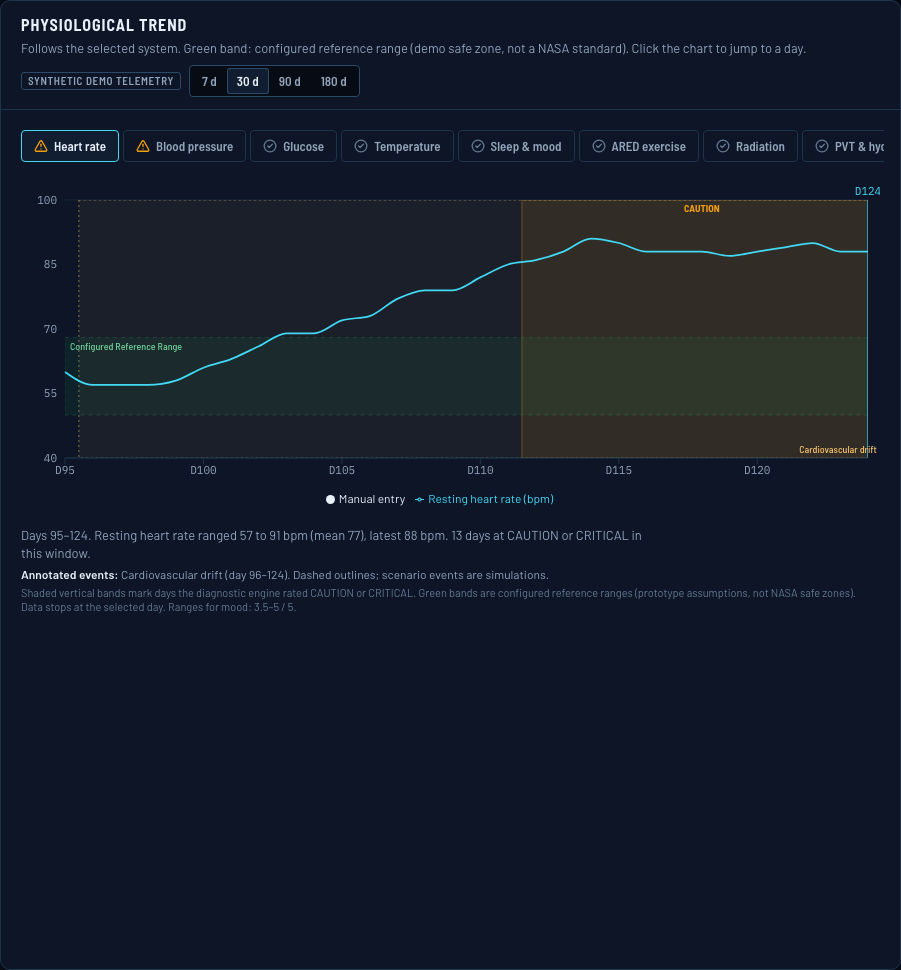 PHYSIOLOGICAL TREND
Follows the selected system. Green band: configured reference range (demo safe zone, not a NASA standard). Click the chart to jump to a day.
SYNTHETIC DEMO TELEMETRY 7 d 30 d 90 d 180 d
Heart rate Blood pressure Glucose Temperature Sleep & mood ARED exercise Radiation PVT & hyd
D124
100
CAUTION
85
70
Configured Reference Range
55
Cardiovascular drift
40
D95 D100 D105 D110 D115 D120
Manual entry Resting heart rate (bpm)
Days 95–124. Resting heart rate ranged 57 to 91 bpm (mean 77), latest 88 bpm. 13 days at CAUTION or CRITICAL in
this window.
Annotated events: Cardiovascular drift (day 96–124). Dashed outlines; scenario events are simulations.
Shaded vertical bands mark days the diagnostic engine rated CAUTION or CRITICAL. Green bands are configured reference ranges (prototype assumptions, not NASA safe zones).
Data stops at the selected day. Ranges for mood: 3.5–5 / 5.